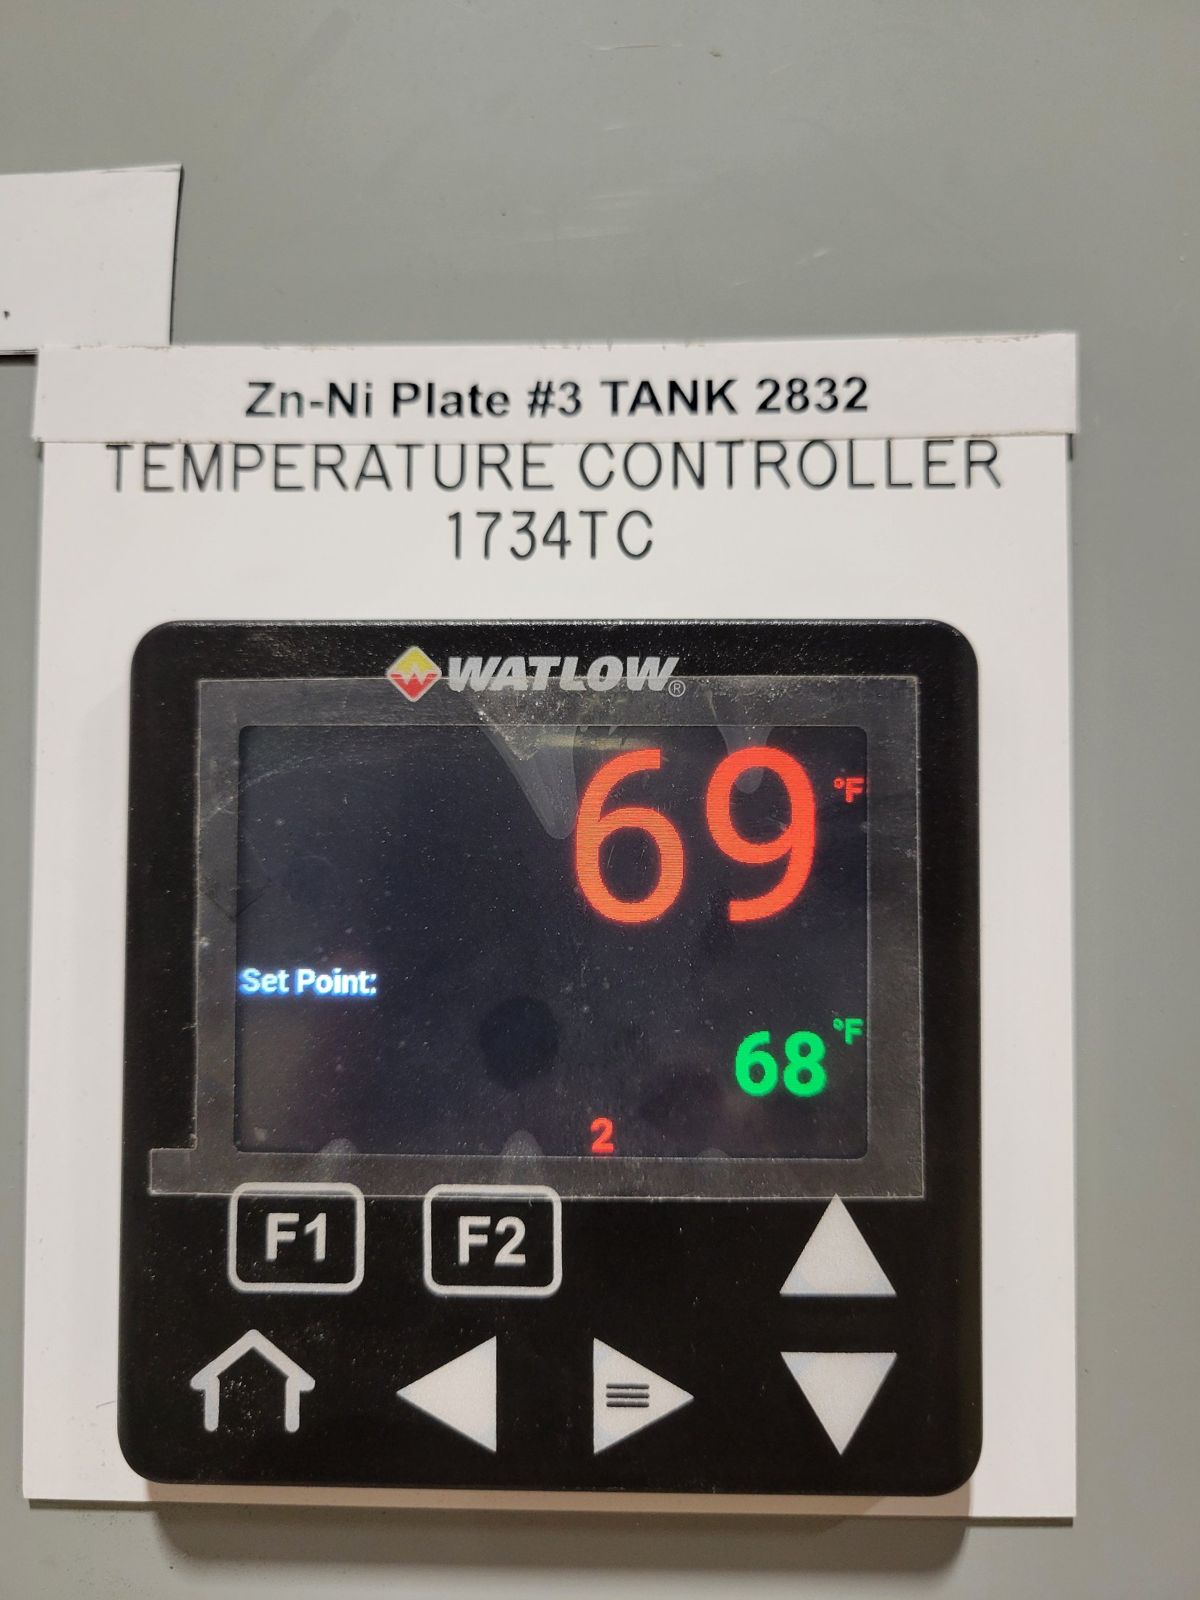 Zn-Ni Plate #3 TANK 2832
TEMPERATURE CONTROLLER
1734TC
WATLOW®
69 °F
Set Point:
68 °F
2
F1 F2